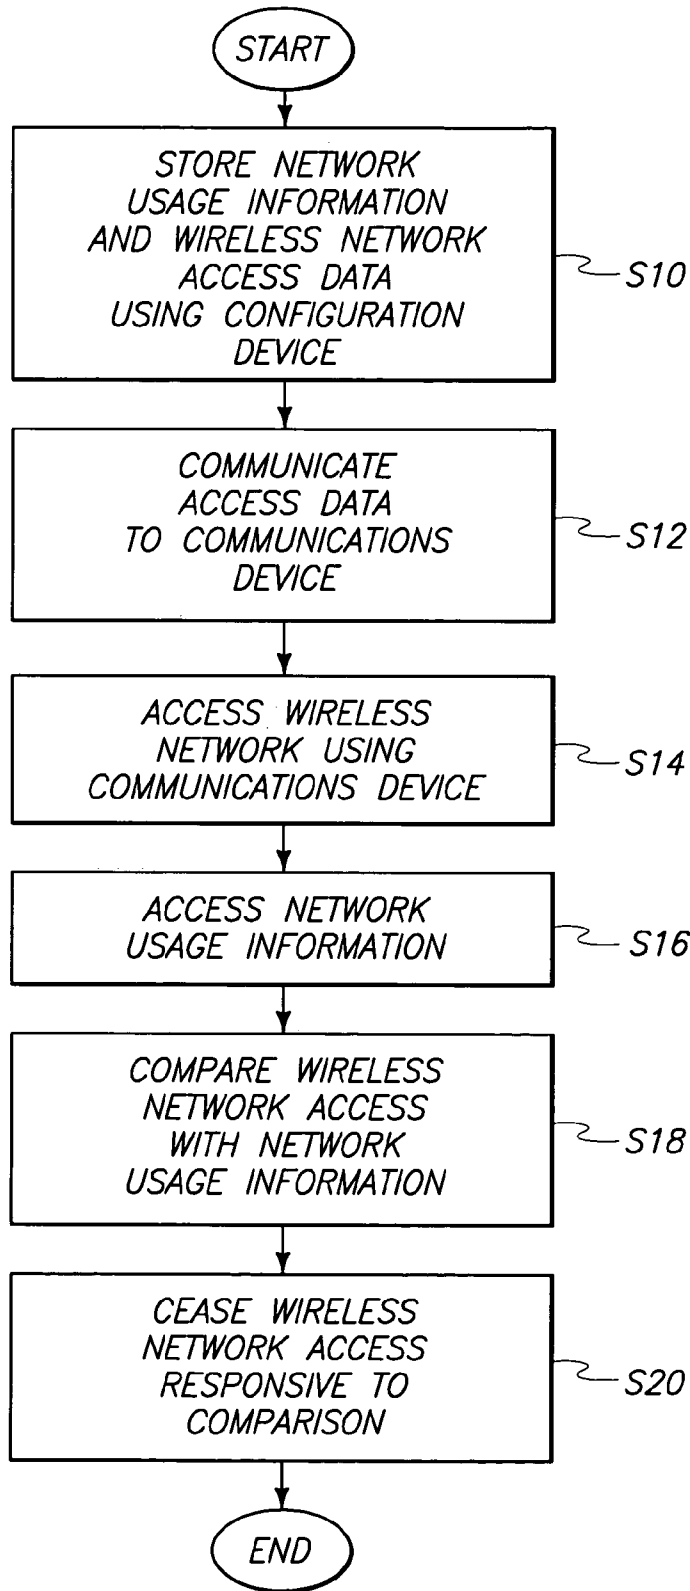 START
STORE NETWORK
USAGE INFORMATION
AND WIRELESS NETWORK
ACCESS DATA
USING CONFIGURATION
DEVICE
S10
COMMUNICATE
ACCESS DATA
TO COMMUNICATIONS
DEVICE
S12
ACCESS WIRELESS
NETWORK USING
COMMUNICATIONS DEVICE
S14
ACCESS NETWORK
USAGE INFORMATION
S16
COMPARE WIRELESS
NETWORK ACCESS
WITH NETWORK
USAGE INFORMATION
S18
CEASE WIRELESS
NETWORK ACCESS
RESPONSIVE TO
COMPARISON
S20
END